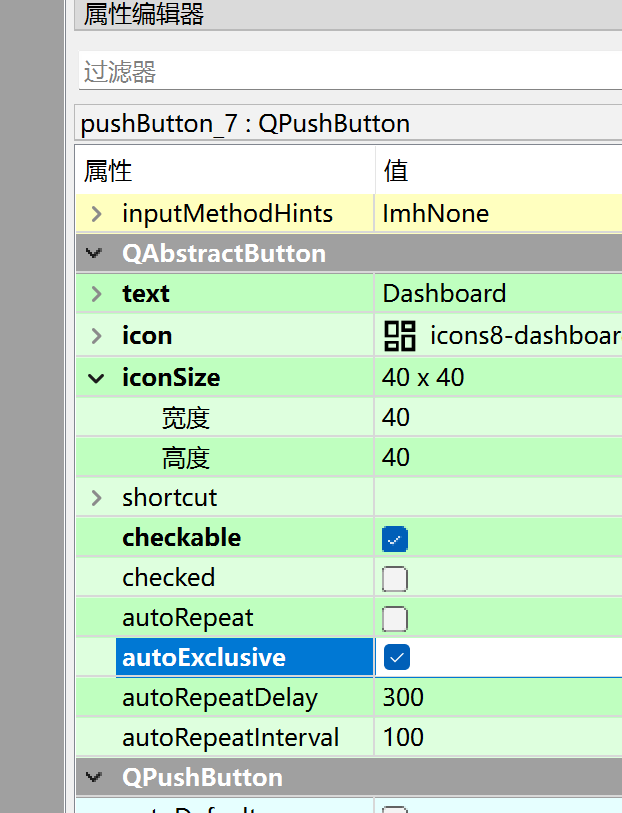 属性编辑器
过滤器
pushButton_7 : QPushButton
属性 值
inputMethodHints ImhNone
QAbstractButton
text Dashboard
icon icons8-dashboar
iconSize 40 x 40
宽度 40
高度 40
shortcut
checkable
checked
autoRepeat
autoExclusive
autoRepeatDelay 300
autoRepeatInterval 100
QPushButton